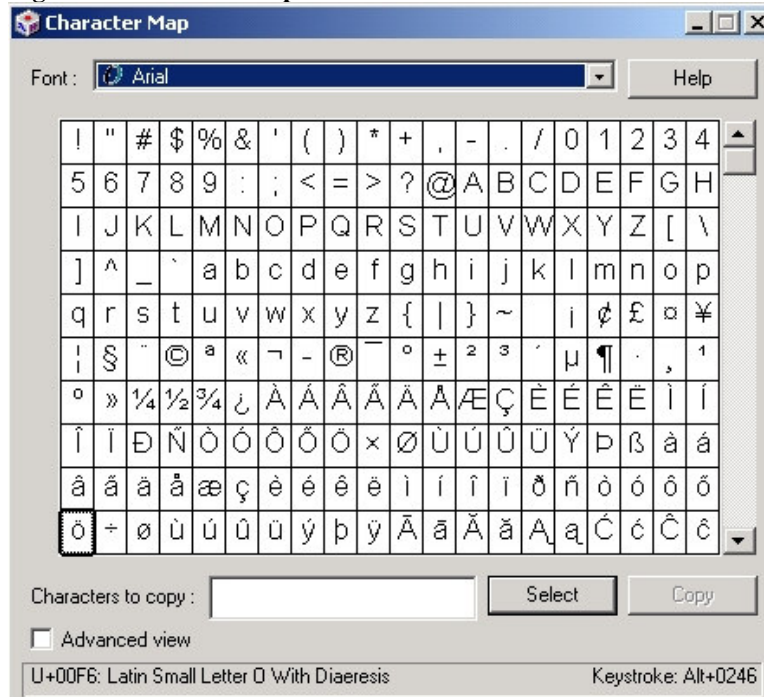 Character Map
Font : Arial Help
! " # $ % & ' ( ) * + , - . / 0 1 2 3 4
5 6 7 8 9 : ; < = > ? @ A B C D E F G H
I J K L M N O P Q R S T U V W X Y Z [ \
] ^ _ ` a b c d e f g h i j k l m n o p
q r s t u v w x y z { | } ~ ¡ ¢ £ ¤ ¥
¦ § ¨ © ª « ¬ - ® ¯ ° ± ² ³ ´ µ ¶ · ¸ ¹
º » ¼ ½ ¾ ¿ À Á Â Ã Ä Å Æ Ç È É Ê Ë Ì Í
Î Ï Ð Ñ Ò Ó Ô Õ Ö × Ø Ù Ú Û Ü Ý Þ ß à á
â ã ä å æ ç è é ê ë ì í î ï ð ñ ò ó ô õ
ö ÷ ø ù ú û ü ý þ ÿ Ā ā Ă ă Ą ą Ć ć Ĉ ĉ
Characters to copy : Select Copy
Advanced view
U+00F6: Latin Small Letter O With Diaeresis Keystroke: Alt+0246